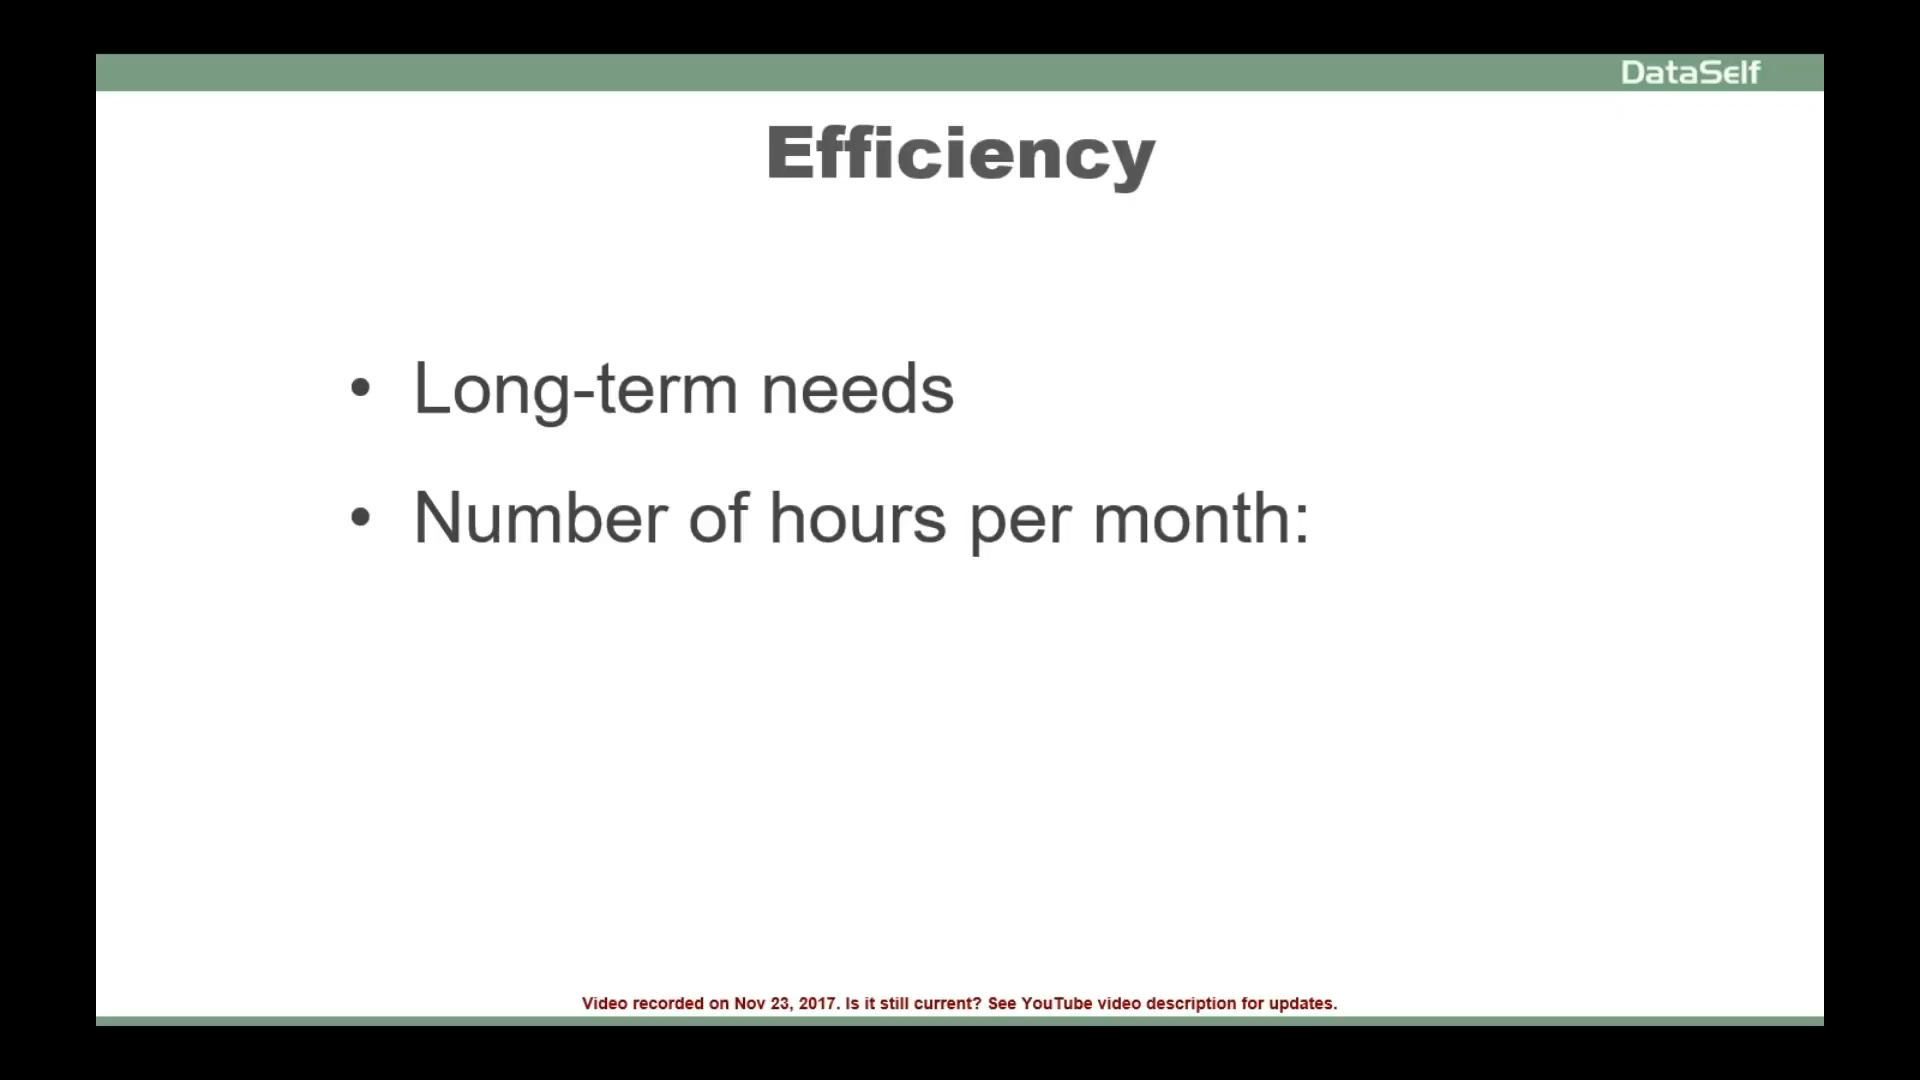 DataSelf
Efficiency
• Long-term needs
• Number of hours per month:
Video recorded on Nov 23, 2017. Is it still current? See YouTube video description for updates.